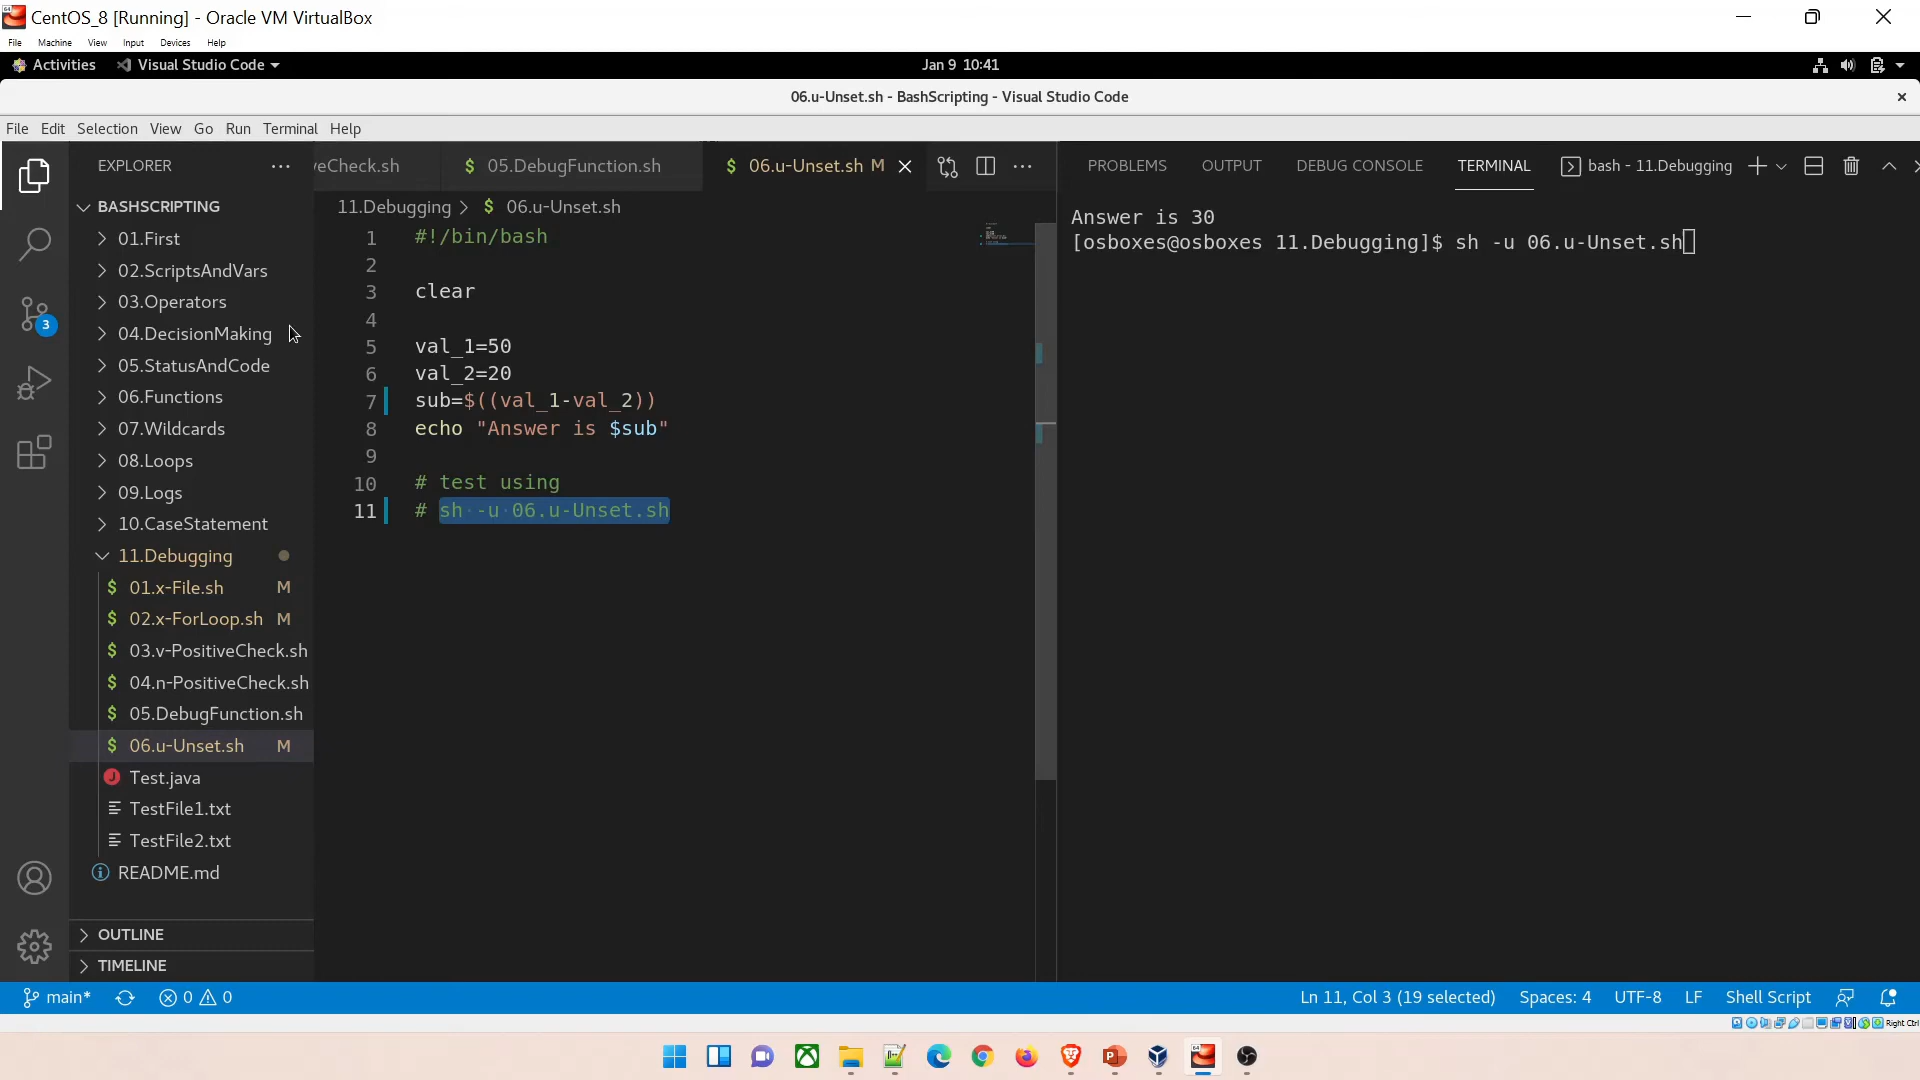 CentOS_8 [Running] - Oracle VM VirtualBox
File Machine View Input Devices Help
Activities Visual Studio Code Jan 9 10:41
06.u-Unset.sh - BashScripting - Visual Studio Code
File Edit Selection View Go Run Terminal Help
EXPLORER
BASHSCRIPTING
01.First
02.ScriptsAndVars
03.Operators
04.DecisionMaking
05.StatusAndCode
06.Functions
07.Wildcards
08.Loops
09.Logs
10.CaseStatement
11.Debugging
$ 01.x-File.sh M
$ 02.x-ForLoop.sh M
$ 03.v-PositiveCheck.sh
$ 04.n-PositiveCheck.sh
$ 05.DebugFunction.sh
$ 06.u-Unset.sh M
J Test.java
TestFile1.txt
TestFile2.txt
README.md
OUTLINE
TIMELINE
3
veCheck.sh $ 05.DebugFunction.sh $ 06.u-Unset.sh M
11.Debugging > $ 06.u-Unset.sh
1 #!/bin/bash
2
3 clear
4
5 val_1=50
6 val_2=20
7 sub=$((val_1-val_2))
8 echo "Answer is $sub"
9
10 # test using
11 # sh -u 06.u-Unset.sh
PROBLEMS OUTPUT DEBUG CONSOLE TERMINAL bash - 11.Debugging
Answer is 30
[osboxes@osboxes 11.Debugging]$ sh -u 06.u-Unset.sh
main* 0 0 Ln 11, Col 3 (19 selected) Spaces: 4 UTF-8 LF Shell Script
Right Ctrl